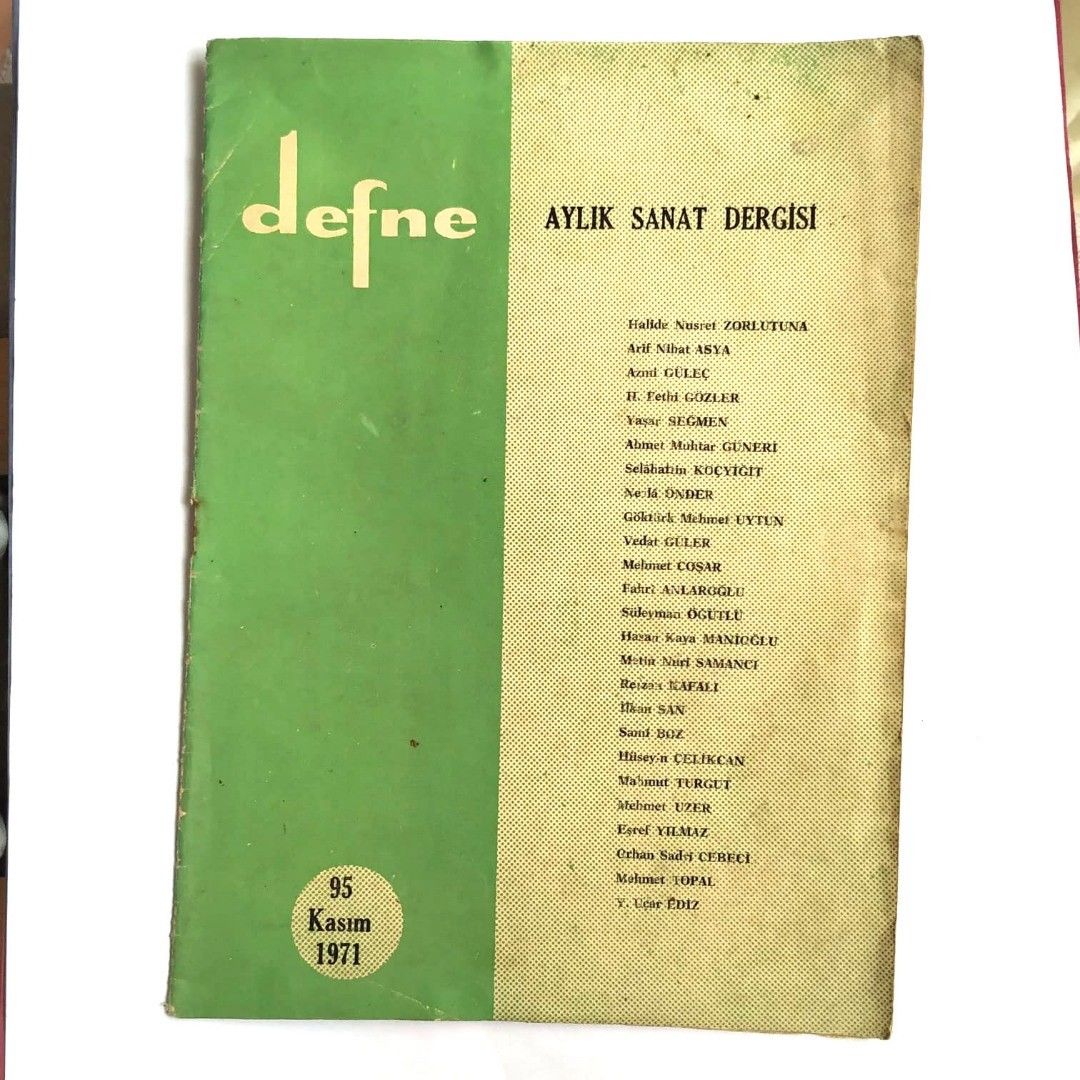 defne
AYLIK SANAT DERGİSİ
Halide Nusret ZORLUTUNA
Arif Nihat ASYA
Azmi GÜLEÇ
H. Fethi GÖZLER
Yaşar SEĞMEN
Ahmet Muhtar GÜNERİ
Selâhattin KOÇYİĞİT
ÖNDER
Göktürk Mehmet UYTUN
Vedat GÜLER
Mehmet COŞAR
Fahri ANLAROĞLU
Süleyman ÖĞÜTLÜ
Hasan Kaya MANİOĞLU
Metin Nuri SAMANCI
KAFALI
İlkan SAN
Sami BOZ
Hüseyin ÇELİKCAN
Mahmut TURGUT
Mehmet UZER
Eşref YILMAZ
Orhan Sadri CEBECİ
Mehmet TOPAL
Y. Uçar EDİZ
95
Kasım
1971